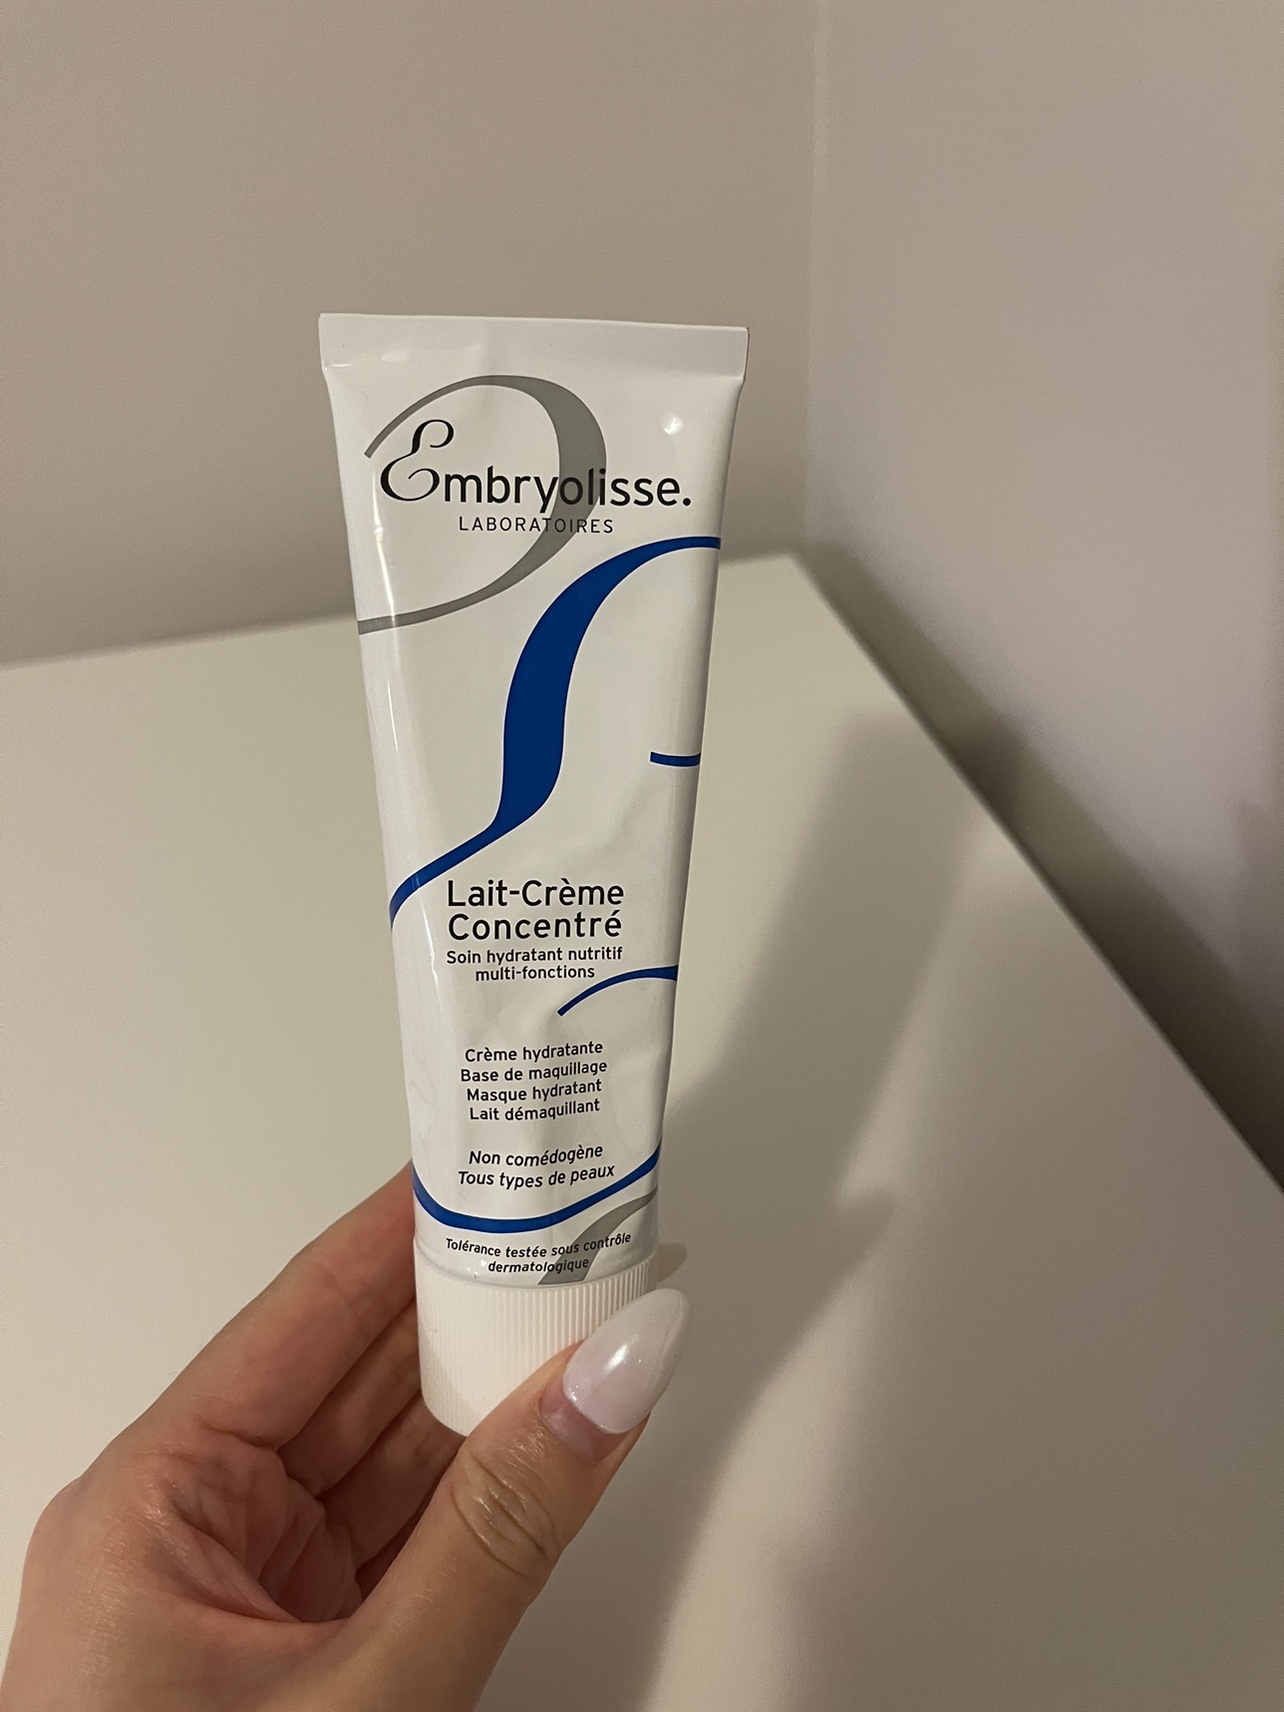 Embryolisse.
LABORATOIRES
Lait-Crème
Concentré
Soin hydratant nutritif
multi-fonctions
Crème hydratante
Base de maquillage
Masque hydratant
Lait démaquillant
Non comédogène
Tous types de peaux
Tolérance testée sous contrôle
dermatologique